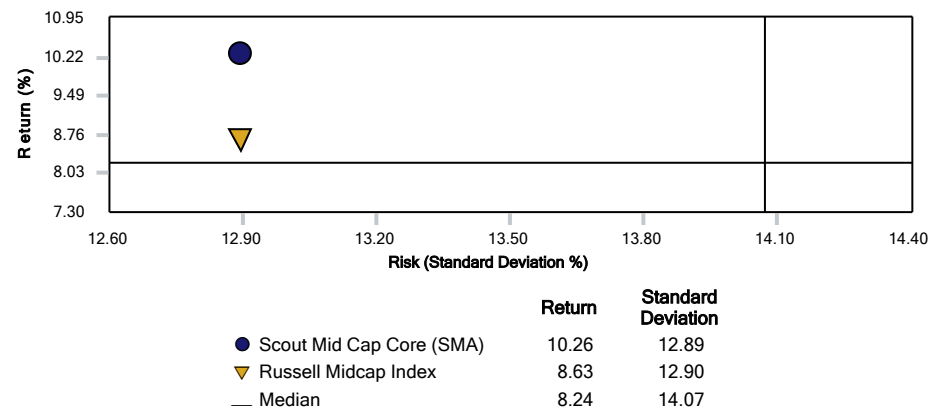 10.95
10.22
9.49
8.76
8.03
7.30
Return (%)
12.60 12.90 13.20 13.50 13.80 14.10 14.40
Risk (Standard Deviation %)
Return Standard Deviation
Scout Mid Cap Core (SMA) 10.26 12.89
Russell Midcap Index 8.63 12.90
Median 8.24 14.07